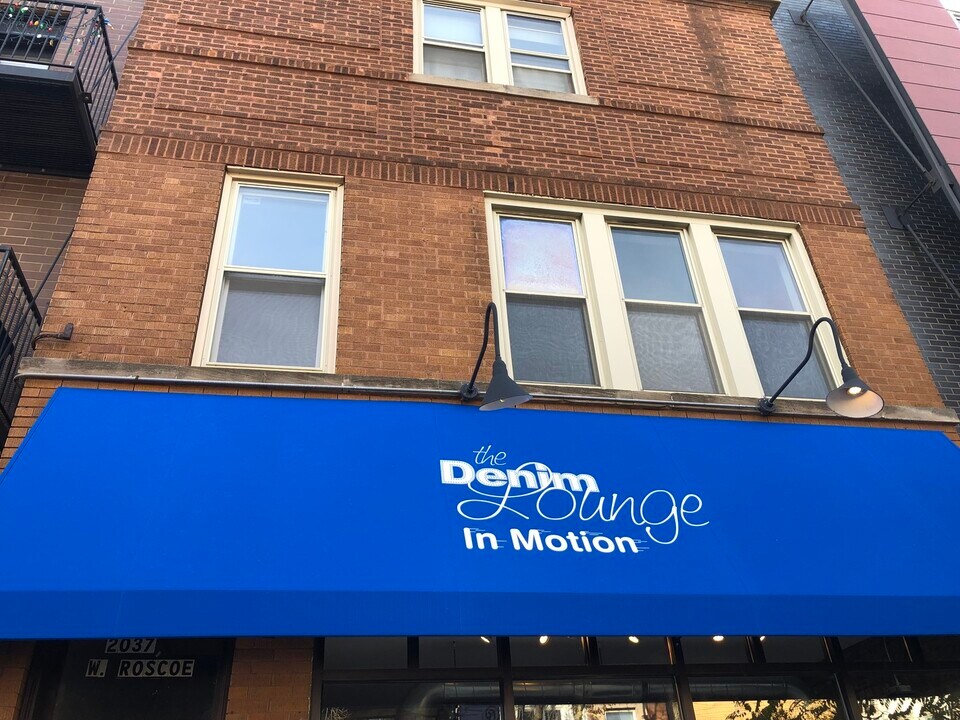 the
Denim
Lounge
In Motion
2037
W. ROSCOE